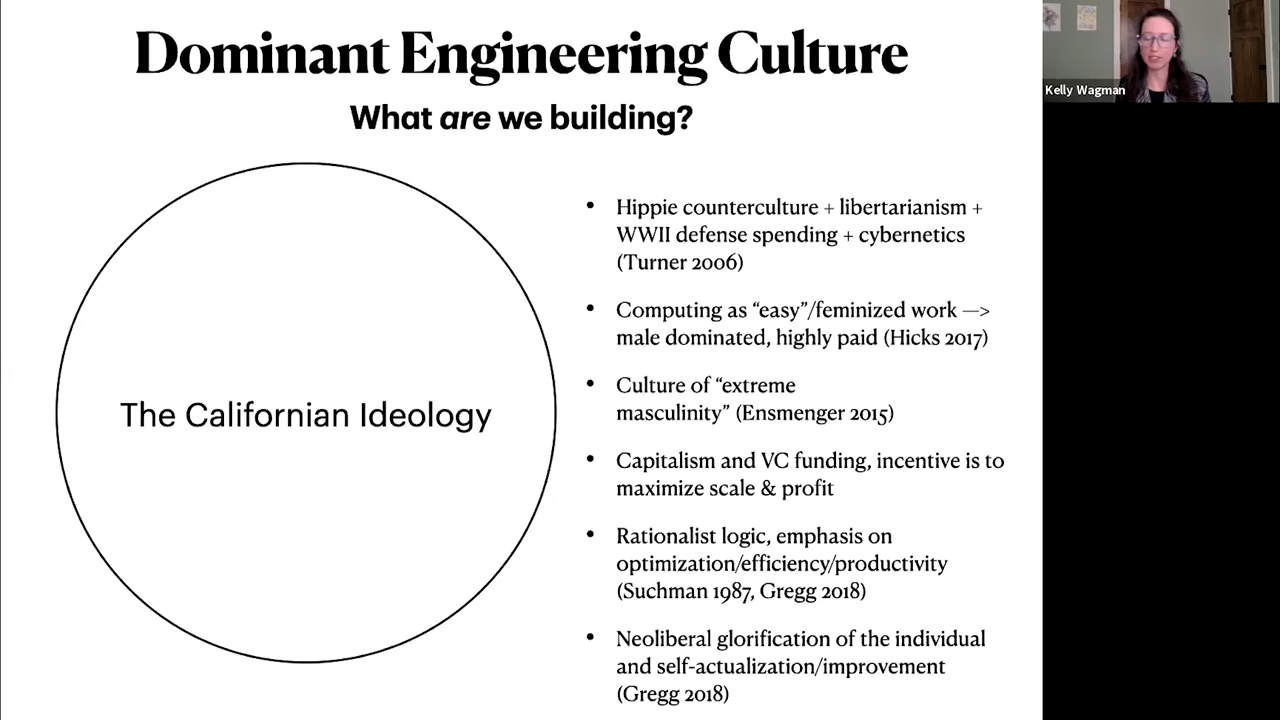 Dominant Engineering Culture
What are we building?
The Californian Ideology
• Hippie counterculture + libertarianism +
WWII defense spending + cybernetics
(Turner 2006)
• Computing as “easy”/feminized work —>
male dominated, highly paid (Hicks 2017)
• Culture of “extreme
masculinity” (Ensmenger 2015)
• Capitalism and VC funding, incentive is to
maximize scale & profit
• Rationalist logic, emphasis on
optimization/efficiency/productivity
(Suchman 1987, Gregg 2018)
• Neoliberal glorification of the individual
and self-actualization/improvement
(Gregg 2018)
Kelly Wagman